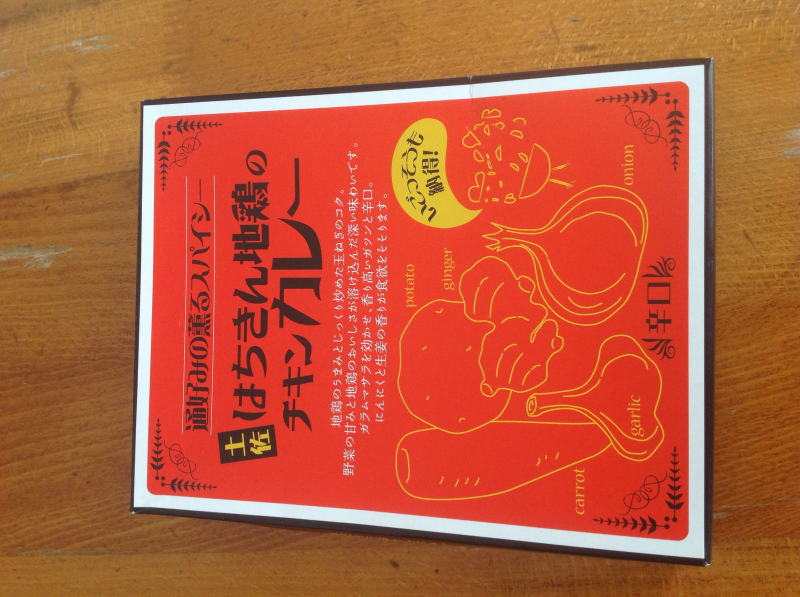 通好みの薫るスパイシー
土佐 はちきん地鶏の
チキンカレー
地鶏のうまみとじっくり炒めた玉ねぎのコク。
野菜の甘みと地鶏のおいしさが溶け込んだ深い味わいです。
ガラムマサラを効かせ、香り高いガツンと辛口。
にんにくと生姜の香りが食欲をそそります。
納得!
potato
ginger
onion
carrot
garlic
辛口